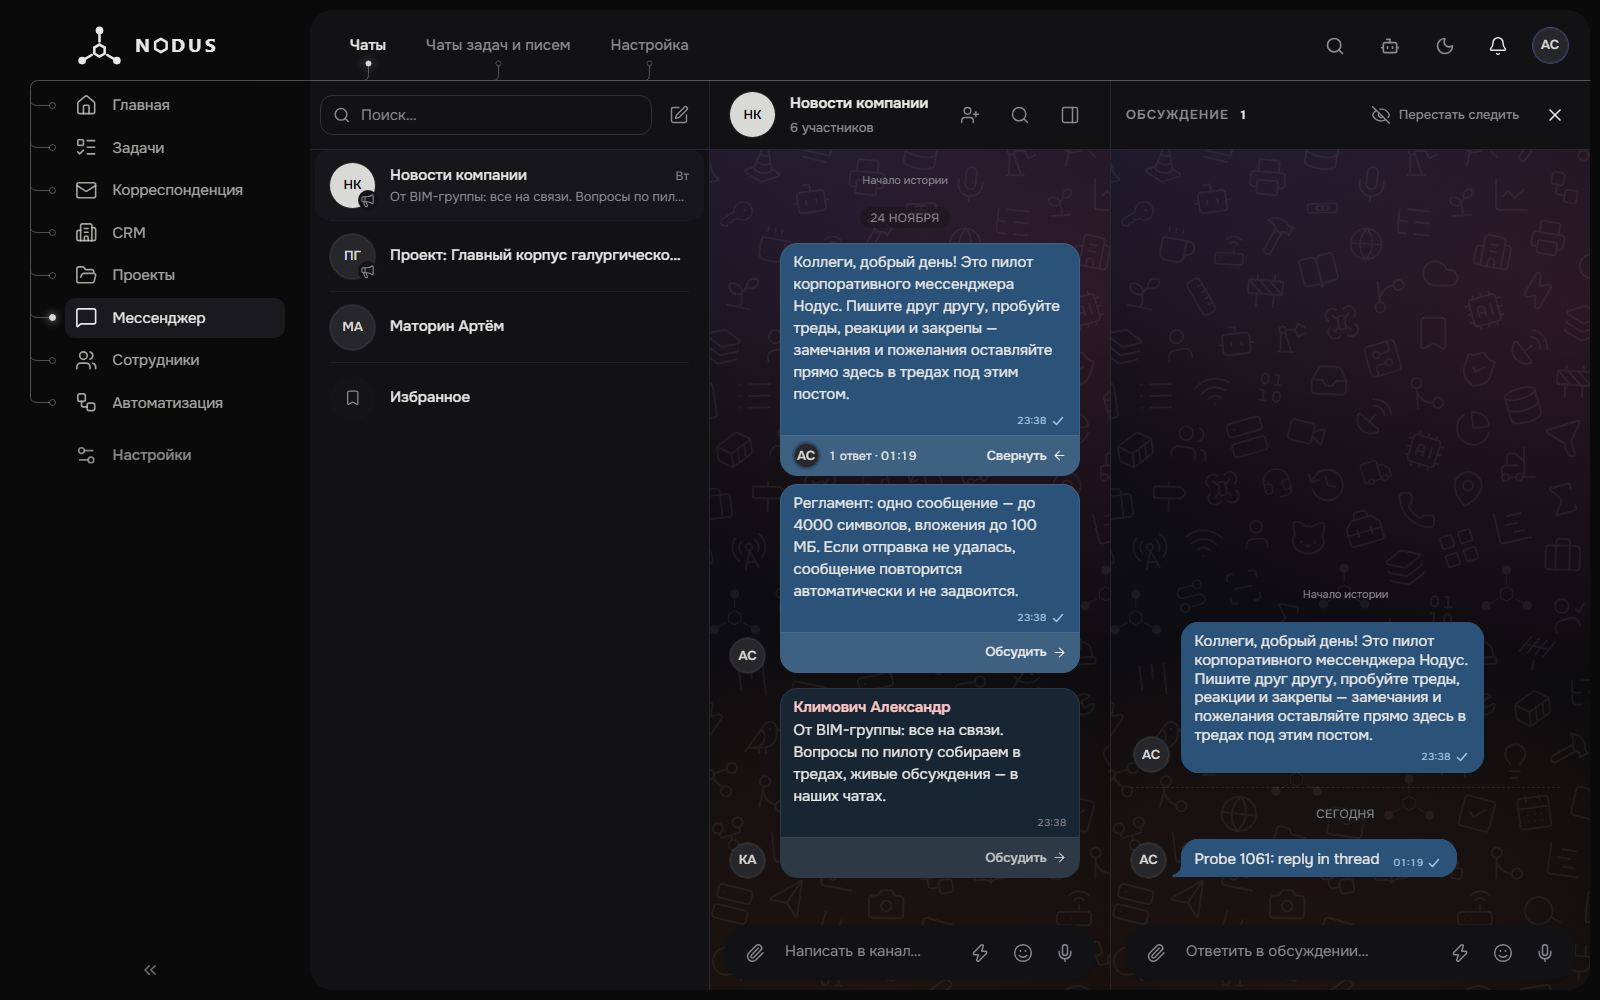 NODUS
Главная
Задачи
Корреспонденция
CRM
Проекты
Мессенджер
Сотрудники
Автоматизация
Настройки
Чаты
Чаты задач и писем
Настройка
АС
Поиск...
НК
Новости компании
Вт
От BIM-группы: все на связи. Вопросы по пил...
ПГ
Проект: Главный корпус галургическо...
МА
Маторин Артём
Избранное
НК
Новости компании
6 участников
Начало истории
24 НОЯБРЯ
Коллеги, добрый день! Это пилот
корпоративного мессенджера
Нодус. Пишите друг другу, пробуйте
треды, реакции и закрепы —
замечания и пожелания оставляйте
прямо здесь в тредах под этим
постом.
23:38
АС
1 ответ · 01:19
Свернуть
Регламент: одно сообщение — до
4000 символов, вложения до 100
МБ. Если отправка не удалась,
сообщение повторится
автоматически и не задвоится.
23:38
Обсудить
АС
Климович Александр
От BIM-группы: все на связи.
Вопросы по пилоту собираем в
тредах, живые обсуждения — в
наших чатах.
23:38
Обсудить
КА
Написать в канал...
ОБСУЖДЕНИЕ 1
Перестать следить
Начало истории
Коллеги, добрый день! Это пилот
корпоративного мессенджера Нодус.
Пишите друг другу, пробуйте треды,
реакции и закрепы — замечания и
пожелания оставляйте прямо здесь в
тредах под этим постом.
23:38
АС
СЕГОДНЯ
АС
Probe 1061: reply in thread 01:19
Ответить в обсуждении...